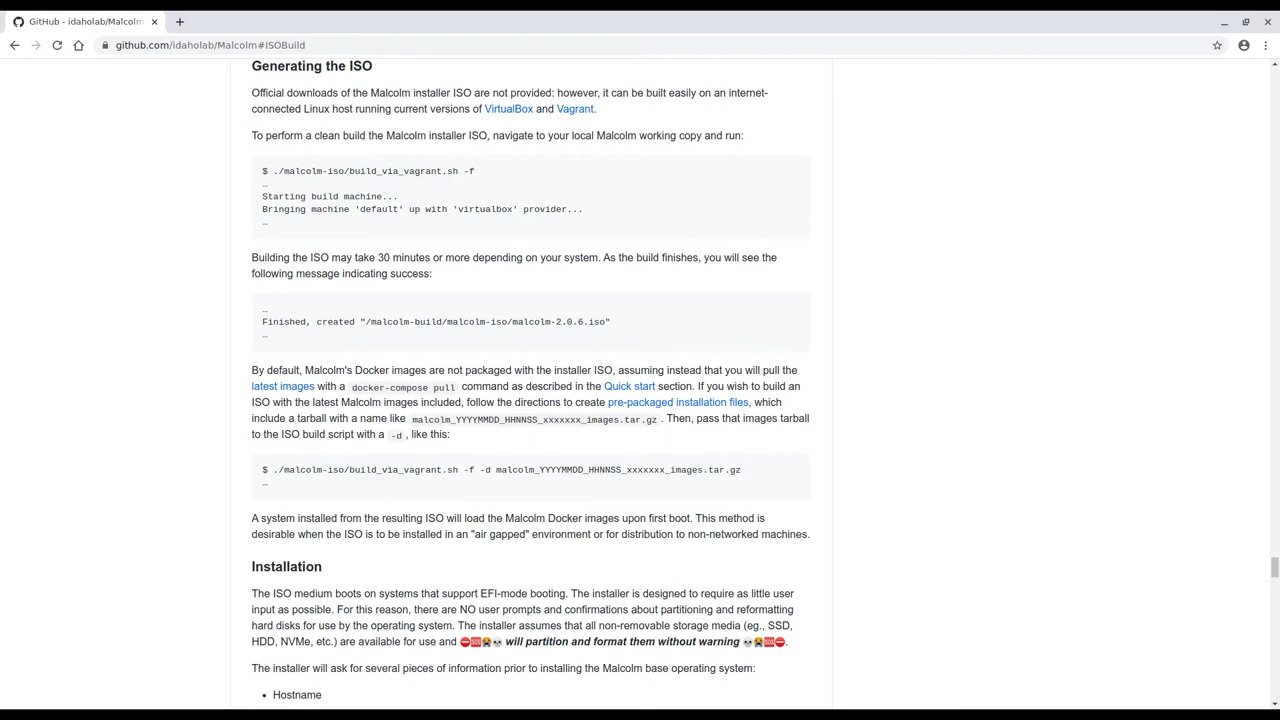 GitHub - idaholab/Malcolm
github.com/idaholab/Malcolm#ISOBuild
Generating the ISO
Official downloads of the Malcolm installer ISO are not provided: however, it can be built easily on an internet-
connected Linux host running current versions of VirtualBox and Vagrant.
To perform a clean build the Malcolm installer ISO, navigate to your local Malcolm working copy and run:
$ ./malcolm-iso/build_via_vagrant.sh -f
…
Starting build machine...
Bringing machine 'default' up with 'virtualbox' provider...
…
Building the ISO may take 30 minutes or more depending on your system. As the build finishes, you will see the
following message indicating success:
…
Finished, created "/malcolm-build/malcolm-iso/malcolm-2.0.6.iso"
…
By default, Malcolm's Docker images are not packaged with the installer ISO, assuming instead that you will pull the
latest images with a docker-compose pull command as described in the Quick start section. If you wish to build an
ISO with the latest Malcolm images included, follow the directions to create pre-packaged installation files, which
include a tarball with a name like malcolm_YYYYMMDD_HHNNSS_xxxxxxx_images.tar.gz. Then, pass that images tarball
to the ISO build script with a -d, like this:
$ ./malcolm-iso/build_via_vagrant.sh -f -d malcolm_YYYYMMDD_HHNNSS_xxxxxxx_images.tar.gz
…
A system installed from the resulting ISO will load the Malcolm Docker images upon first boot. This method is
desirable when the ISO is to be installed in an "air gapped" environment or for distribution to non-networked machines.
Installation
The ISO medium boots on systems that support EFI-mode booting. The installer is designed to require as little user
input as possible. For this reason, there are NO user prompts and confirmations about partitioning and reformatting
hard disks for use by the operating system. The installer assumes that all non-removable storage media (eg., SSD,
HDD, NVMe, etc.) are available for use and ⛔🆘😭💀 will partition and format them without warning 💀😭🆘⛔.
The installer will ask for several pieces of information prior to installing the Malcolm base operating system:
• Hostname